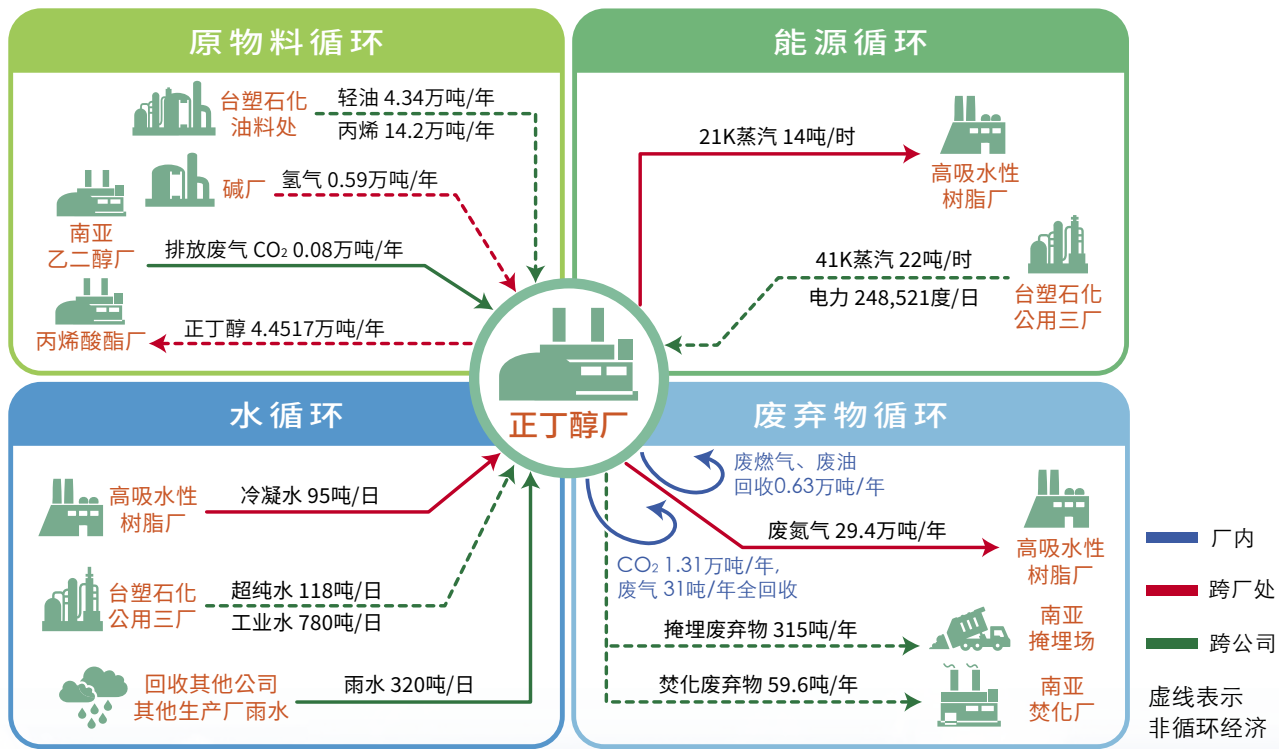 原物料循环
台塑石化
油料处
轻油 4.34万吨/年
丙烯 14.2万吨/年
碱厂
氢气 0.59万吨/年
南亚
乙二醇厂
排放废气 CO₂ 0.08万吨/年
丙烯酸酯厂
正丁醇 4.4517万吨/年
能源循环
21K蒸汽 14吨/时
高吸水性
树脂厂
41K蒸汽 22吨/时
电力 248,521度/日
台塑石化
公用三厂
正丁醇厂
水循环
高吸水性
树脂厂
冷凝水 95吨/日
台塑石化
公用三厂
超纯水 118吨/日
工业水 780吨/日
回收其他公司
其他生产厂雨水
雨水 320吨/日
废弃物循环
废燃气、废油
回收0.63万吨/年
废氮气 29.4万吨/年
高吸水性
树脂厂
CO₂ 1.31万吨/年,
废气 31吨/年全回收
掩埋废弃物 315吨/年
南亚
掩埋场
焚化废弃物 59.6吨/年
南亚
焚化厂
厂内
跨厂处
跨公司
虚线表示
非循环经济